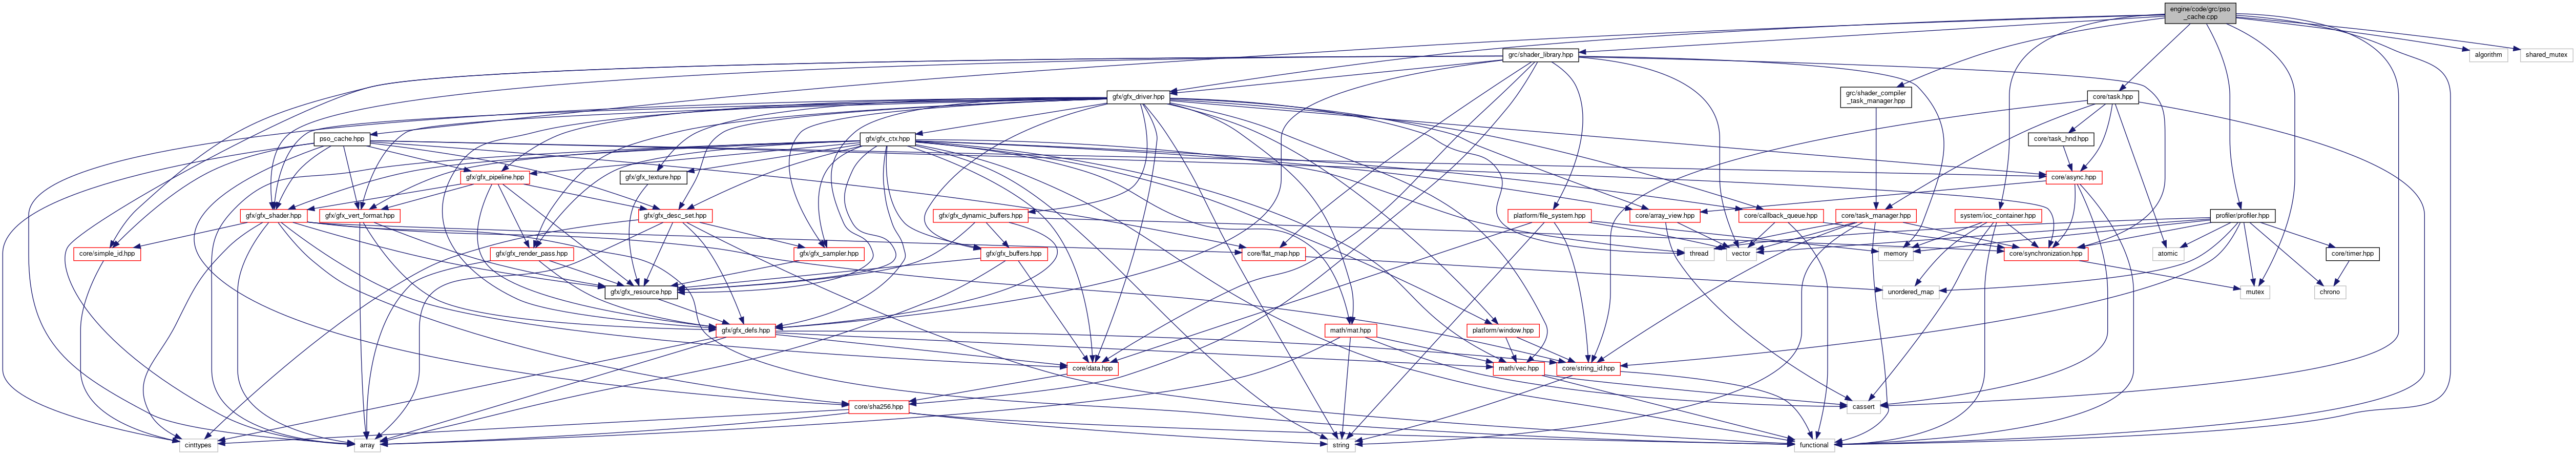 engine/code/grc/pso
_cache.cpp
grc/shader_library.hpp
algorithm
shared_mutex
gfx/gfx_driver.hpp
grc/shader_compiler
_task_manager.hpp
core/task.hpp
pso_cache.hpp
gfx/gfx_ctx.hpp
core/task_hnd.hpp
gfx/gfx_pipeline.hpp
gfx/gfx_texture.hpp
core/async.hpp
gfx/gfx_shader.hpp
gfx/gfx_vert_format.hpp
gfx/gfx_desc_set.hpp
gfx/gfx_dynamic_buffers.hpp
platform/file_system.hpp
core/array_view.hpp
core/callback_queue.hpp
core/task_manager.hpp
system/ioc_container.hpp
profiler/profiler.hpp
core/simple_id.hpp
gfx/gfx_render_pass.hpp
gfx/gfx_sampler.hpp
gfx/gfx_buffers.hpp
core/flat_map.hpp
thread
vector
memory
core/synchronization.hpp
atomic
core/timer.hpp
gfx/gfx_resource.hpp
unordered_map
mutex
chrono
gfx/gfx_defs.hpp
math/mat.hpp
platform/window.hpp
core/data.hpp
math/vec.hpp
core/string_id.hpp
core/sha256.hpp
cassert
cinttypes
array
string
functional